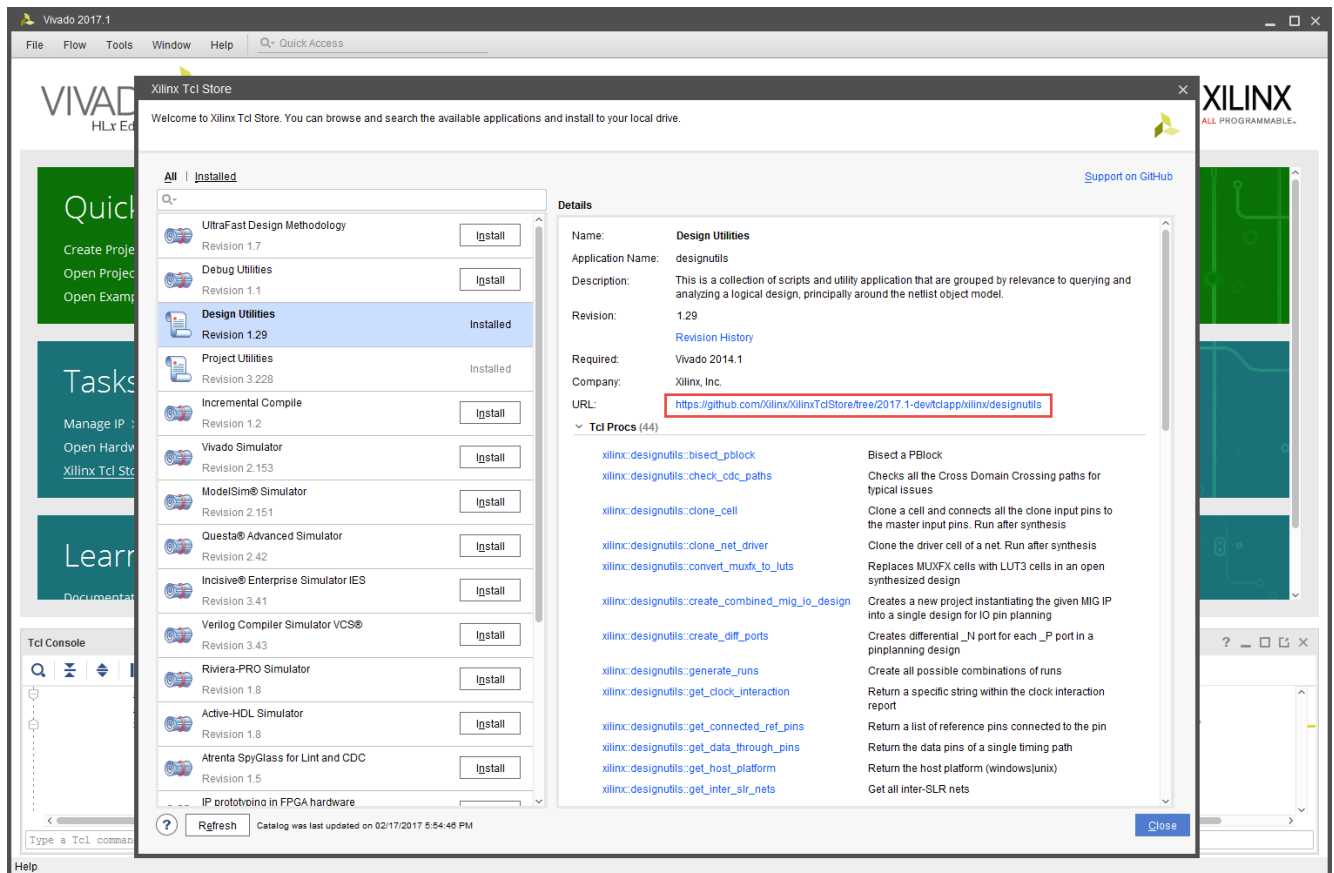 Vivado 2017.1
File Flow Tools Window Help Quick Access
VIVAD
HLx Ed
XILINX
ALL PROGRAMMABLE
Quick
Create Proje
Open Projec
Open Examp
Tasks
Manage IP >
Open Hardw
Xilinx Tcl Sto
Learn
Documentat
Xilinx Tcl Store
Welcome to Xilinx Tcl Store. You can browse and search the available applications and install to your local drive.
All | Installed
Support on GitHub
UltraFast Design Methodology
Revision 1.7
Install
Debug Utilities
Revision 1.1
Install
Design Utilities
Revision 1.29
Installed
Project Utilities
Revision 3.228
Installed
Incremental Compile
Revision 1.2
Install
Vivado Simulator
Revision 2.153
Install
ModelSim® Simulator
Revision 2.151
Install
Questa® Advanced Simulator
Revision 2.42
Install
Incisive® Enterprise Simulator IES
Revision 3.41
Install
Verilog Compiler Simulator VCS®
Revision 3.43
Install
Riviera-PRO Simulator
Revision 1.8
Install
Active-HDL Simulator
Revision 1.8
Install
Atrenta SpyGlass for Lint and CDC
Revision 1.5
Install
IP prototyping in FPGA hardware
Details
Name: Design Utilities
Application Name: designutils
Description: This is a collection of scripts and utility application that are grouped by relevance to querying and
analyzing a logical design, principally around the netlist object model.
Revision: 1.29
Revision History
Required: Vivado 2014.1
Company: Xilinx, Inc.
URL: https://github.com/Xilinx/XilinxTclStore/tree/2017.1-dev/tclapp/xilinx/designutils
Tcl Procs (44)
xilinx::designutils::bisect_pblock Bisect a PBlock
xilinx::designutils::check_cdc_paths Checks all the Cross Domain Crossing paths for
typical issues
xilinx::designutils::clone_cell Clone a cell and connects all the clone input pins to
the master input pins. Run after synthesis
xilinx::designutils::clone_net_driver Clone the driver cell of a net. Run after synthesis
xilinx::designutils::convert_muxfx_to_luts Replaces MUXFX cells with LUT3 cells in an open
synthesized design
xilinx::designutils::create_combined_mig_io_design Creates a new project instantiating the given MIG IP
into a single design for IO pin planning
xilinx::designutils::create_diff_ports Creates differential _N port for each _P port in a
pinplanning design
xilinx::designutils::generate_runs Create all possible combinations of runs
xilinx::designutils::get_clock_interaction Return a specific string within the clock interaction
report
xilinx::designutils::get_connected_ref_pins Return a list of reference pins connected to the pin
xilinx::designutils::get_data_through_pins Return the data pins of a single timing path
xilinx::designutils::get_host_platform Return the host platform (windows|unix)
xilinx::designutils::get_inter_slr_nets Get all inter-SLR nets
? Refresh Catalog was last updated on 02/17/2017 5:54:46 PM
Close
Tcl Console
Type a Tcl comman
Help